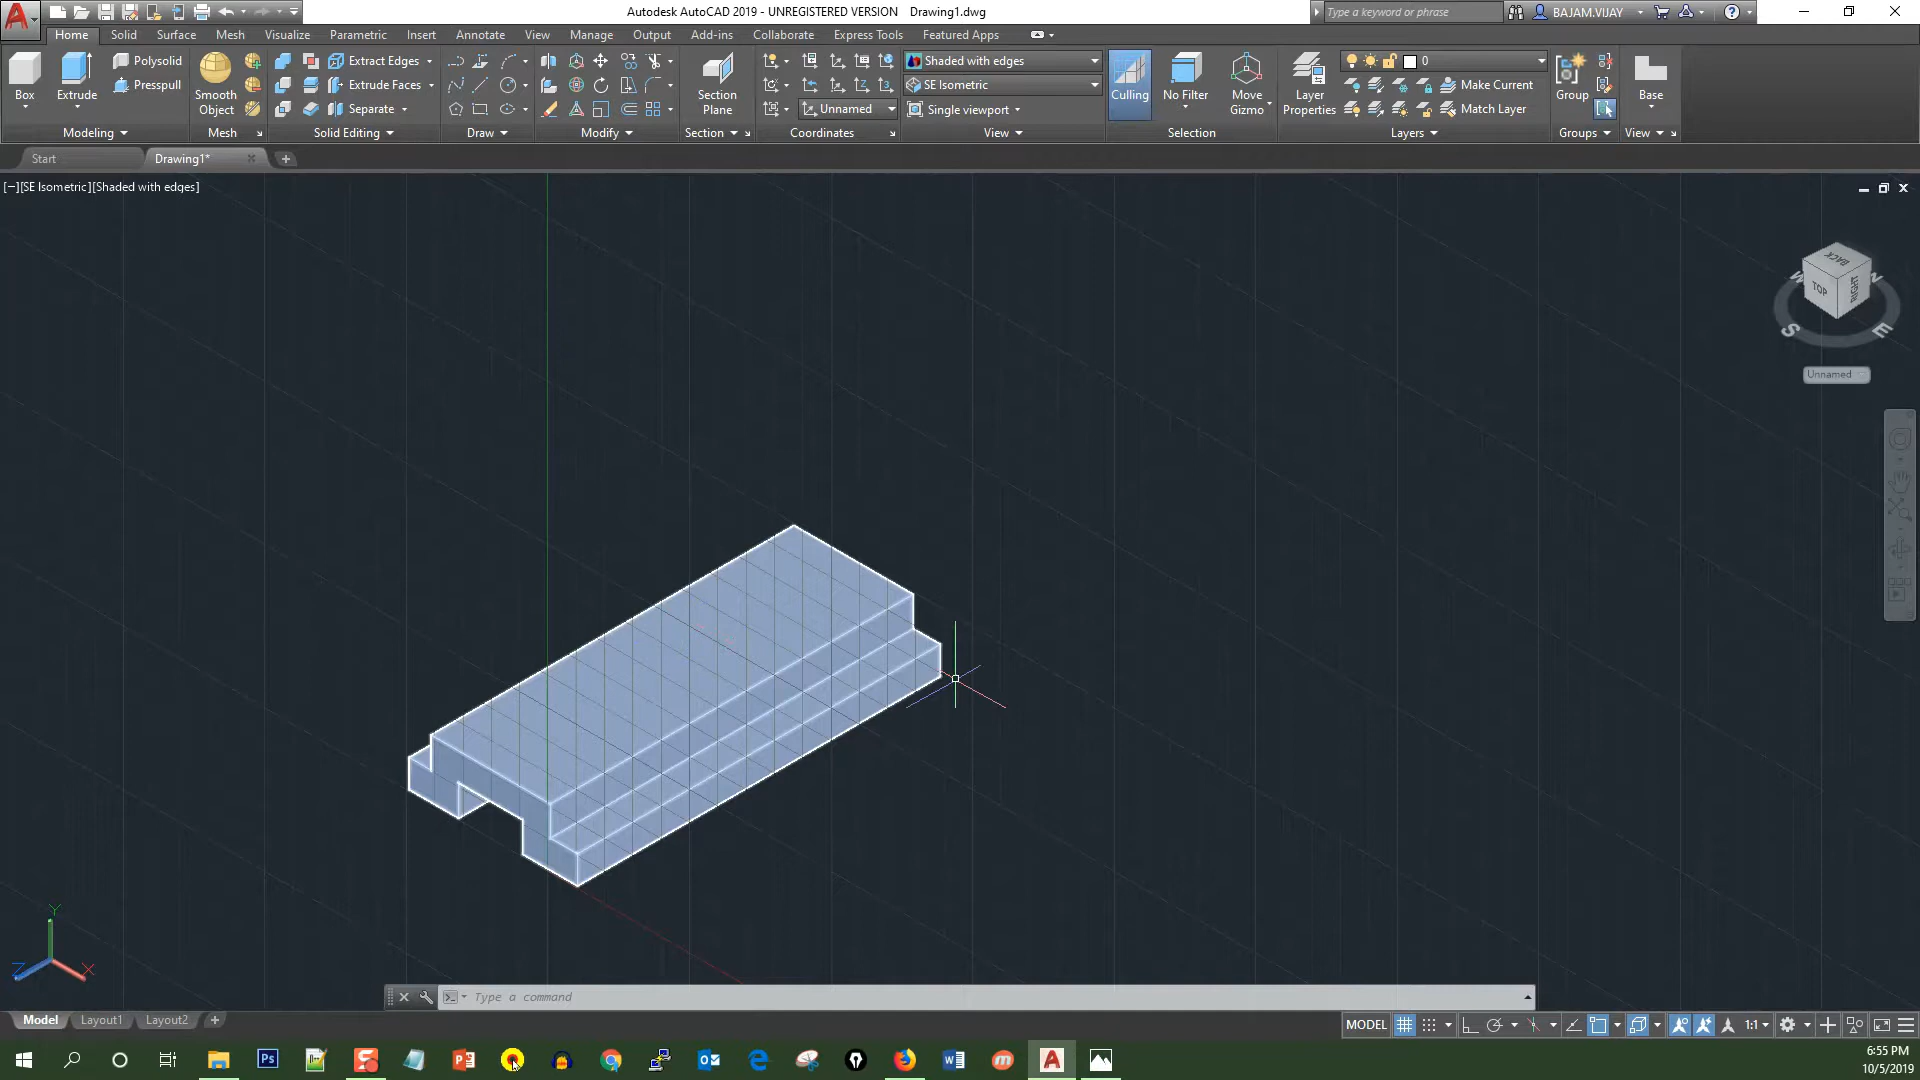 Autodesk AutoCAD 2019 - UNREGISTERED VERSION Drawing1.dwg
Type a keyword or phrase
BAJAM.VIJAY
Home Solid Surface Mesh Visualize Parametric Insert Annotate View Manage Output Add-ins Collaborate Express Tools Featured Apps
Box
Extrude
Polysolid
Presspull
Modeling
Smooth
Object
Mesh
Extract Edges
Extrude Faces
Separate
Solid Editing
Draw
Modify
Section
Plane
Section
Unnamed
Coordinates
Shaded with edges
SE Isometric
Single viewport
View
Culling
No Filter
Move
Gizmo
Selection
Layer
Properties
0
Make Current
Match Layer
Layers
Group
Groups
Base
View
Start
Drawing1*
[−][SE Isometric][Shaded with edges]
BACK
TOP
RIGHT
W
N
S
E
Unnamed
Y
Z
X
Type a command
Model Layout1 Layout2
MODEL
1:1
6:55 PM
10/5/2019